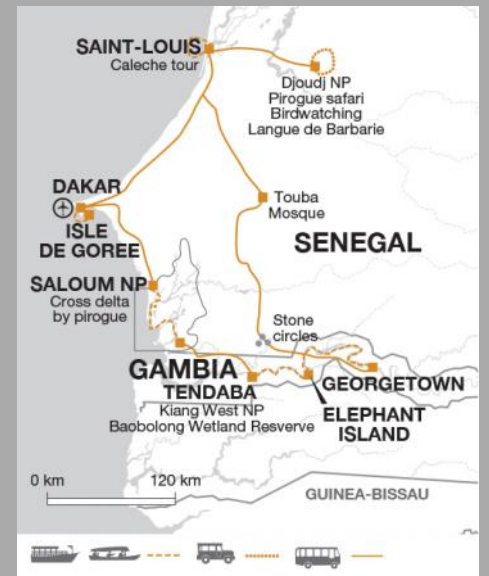 SAINT-LOUIS
Caleche tour
Djoudj NP
Pirogue safari
Birdwatching
Langue de Barbarie
DAKAR
ISLE
DE GOREE
Touba
Mosque
SENEGAL
SALOUM NP
Cross delta
by pirogue
Stone
circles
GAMBIA
TENDABA
Kiang West NP
Baobolong Wetland Resverve
GEORGETOWN
ELEPHANT
ISLAND
0 km
120 km
GUINEA-BISSAU